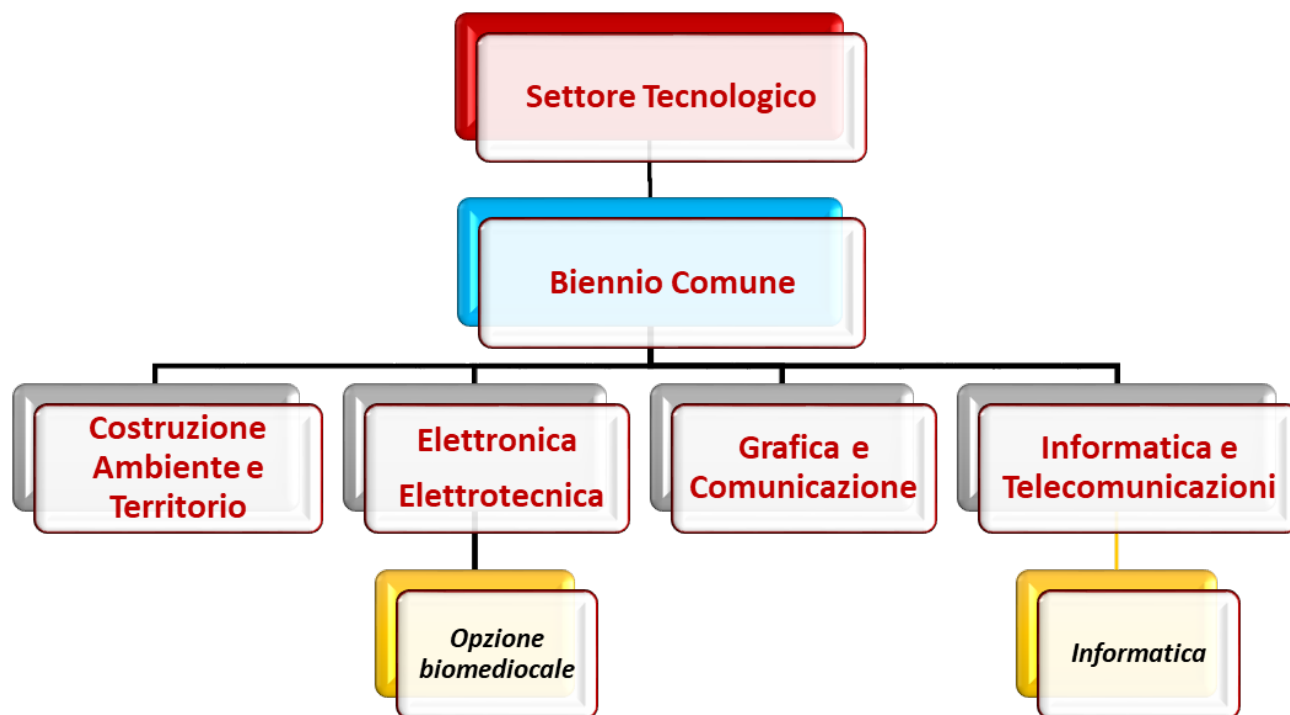 Settore Tecnologico
Biennio Comune
Costruzione
Ambiente e
Territorio
Elettronica
Elettrotecnica
Grafica e
Comunicazione
Informatica e
Telecomunicazioni
Opzione
biomediocale
Informatica